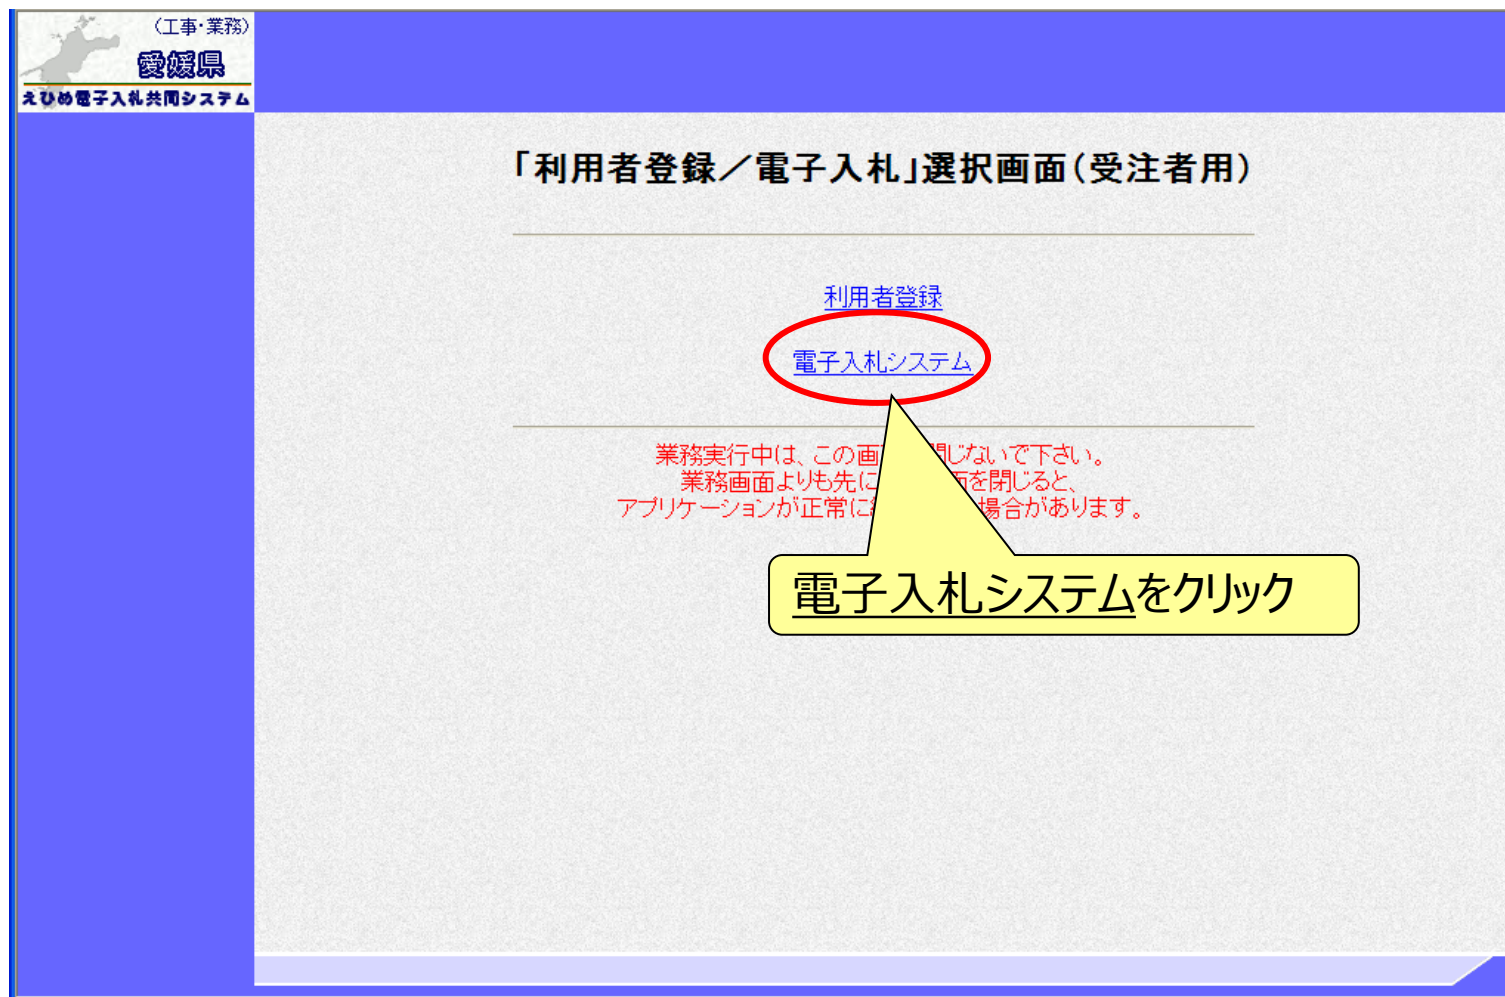 （工事・業務）
愛媛県
えひめ電子入札共同システム
「利用者登録／電子入札」選択画面（受注者用）
利用者登録
電子入札システム
業務実行中は、この画 閉じないで下さい。
業務画面よりも先に 面を閉じると、
アプリケーションが正常に 場合があります。
電子入札システムをクリック